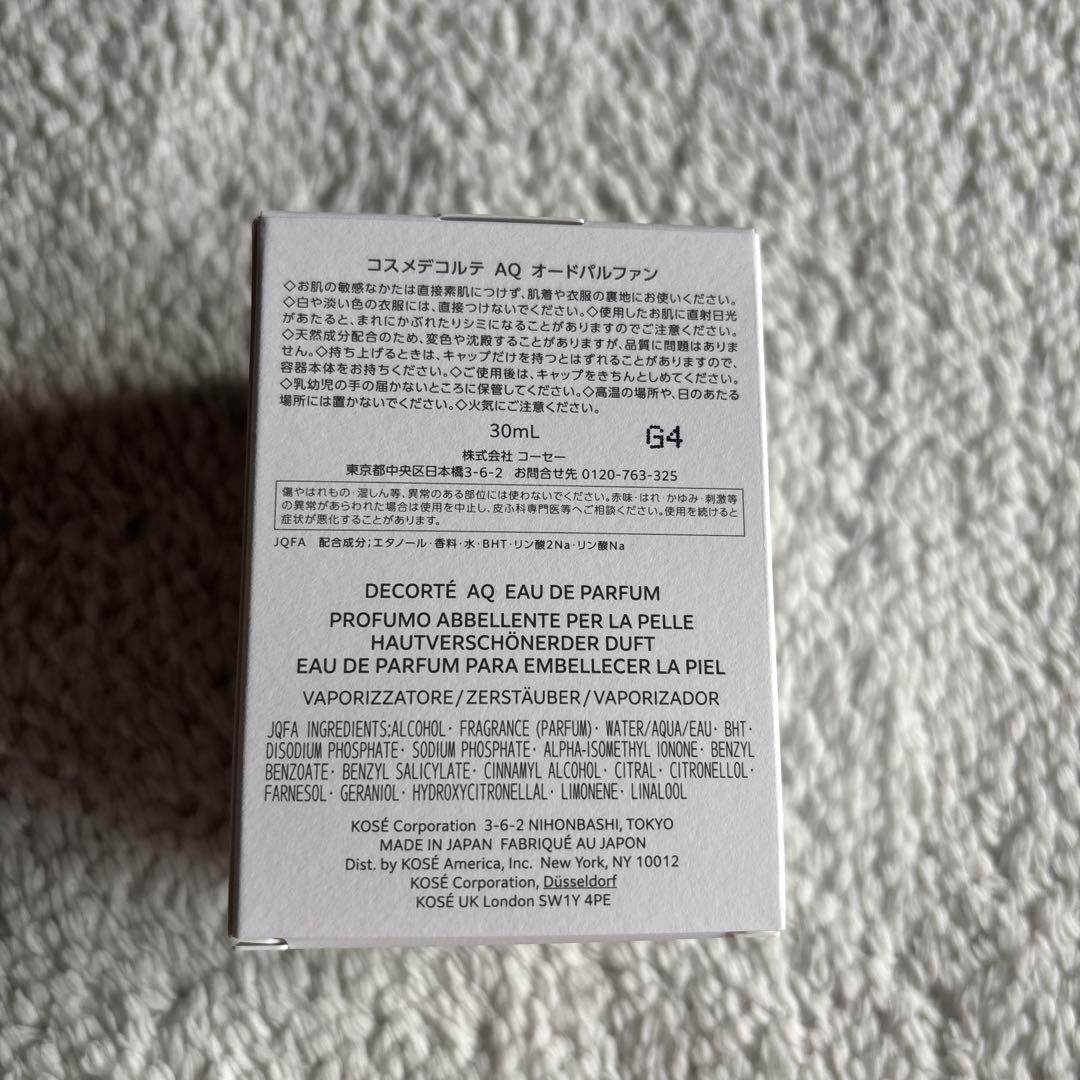 コスメデコルテ AQ オードパルファン
◇お肌の敏感なかたは直接素肌につけず、肌着や衣服の裏地にお使いください。
◇白や淡い色の衣服には、直接つけないでください。◇使用したお肌に直射日光
があたると、まれにかぶれたりシミになることがありますのでご注意ください。
◇天然成分配合のため、変色や沈殿することがありますが、品質に問題はありま
せん。◇持ち上げるときは、キャップだけを持つとはずれることがありますので、
容器本体をお持ちください。◇ご使用後は、キャップをきちんとしめてください。
◇乳幼児の手の届かないところに保管してください。◇高温の場所や、日のあたる
場所には置かないでください。◇火気にご注意ください。
30mL
G4
株式会社 コーセー
東京都中央区日本橋3-6-2 お問合せ先 0120-763-325
傷やはれもの・湿しん等、異常のある部位には使わないでください。赤味・はれ・かゆみ・刺激等
の異常があらわれた場合は使用を中止し、皮ふ科専門医等へご相談ください。使用を続けると
症状が悪化することがあります。
JQFA 配合成分;エタノール・香料・水・BHT・リン酸2Na・リン酸Na
DECORTÉ AQ EAU DE PARFUM
PROFUMO ABBELLENTE PER LA PELLE
HAUTVERSCHÖNERDER DUFT
EAU DE PARFUM PARA EMBELLECER LA PIEL
VAPORIZZATORE/ZERSTÄUBER/VAPORIZADOR
JQFA INGREDIENTS:ALCOHOL· FRAGRANCE (PARFUM)· WATER/AQUA/EAU· BHT·
DISODIUM PHOSPHATE· SODIUM PHOSPHATE· ALPHA-ISOMETHYL IONONE· BENZYL
BENZOATE· BENZYL SALICYLATE· CINNAMYL ALCOHOL· CITRAL· CITRONELLOL·
FARNESOL· GERANIOL· HYDROXYCITRONELLAL· LIMONENE· LINALOOL
KOSÉ Corporation 3-6-2 NIHONBASHI, TOKYO
MADE IN JAPAN FABRIQUÉ AU JAPON
Dist. by KOSÉ America, Inc. New York, NY 10012
KOSÉ Corporation, Düsseldorf
KOSÉ UK London SW1Y 4PE